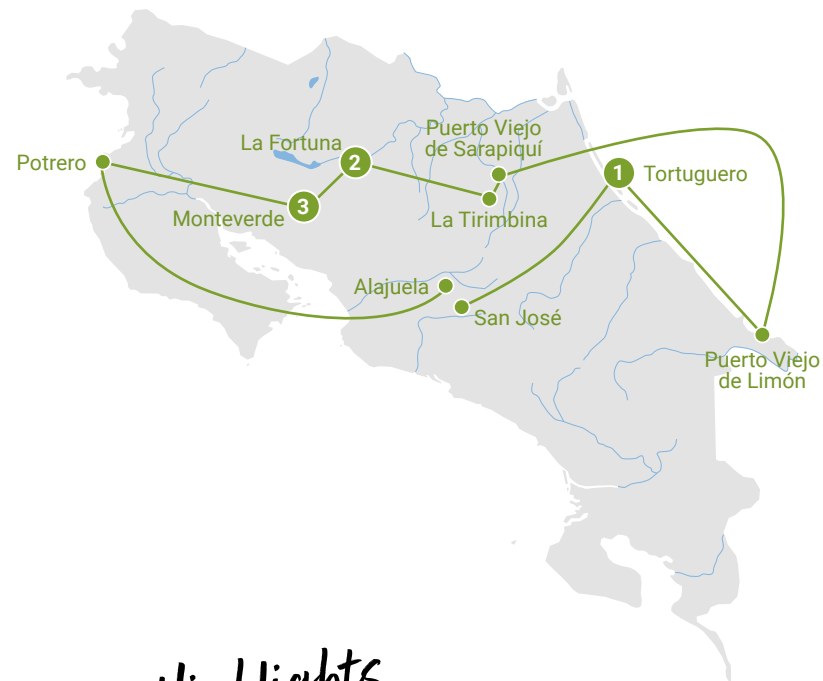 Puerto Viejo
de Sarapiquí
La Fortuna
2
Potrero
1
Tortuguero
3
Monteverde
La Tirimbina
Alajuela
San José
Puerto Viejo
de Limón
Highlights